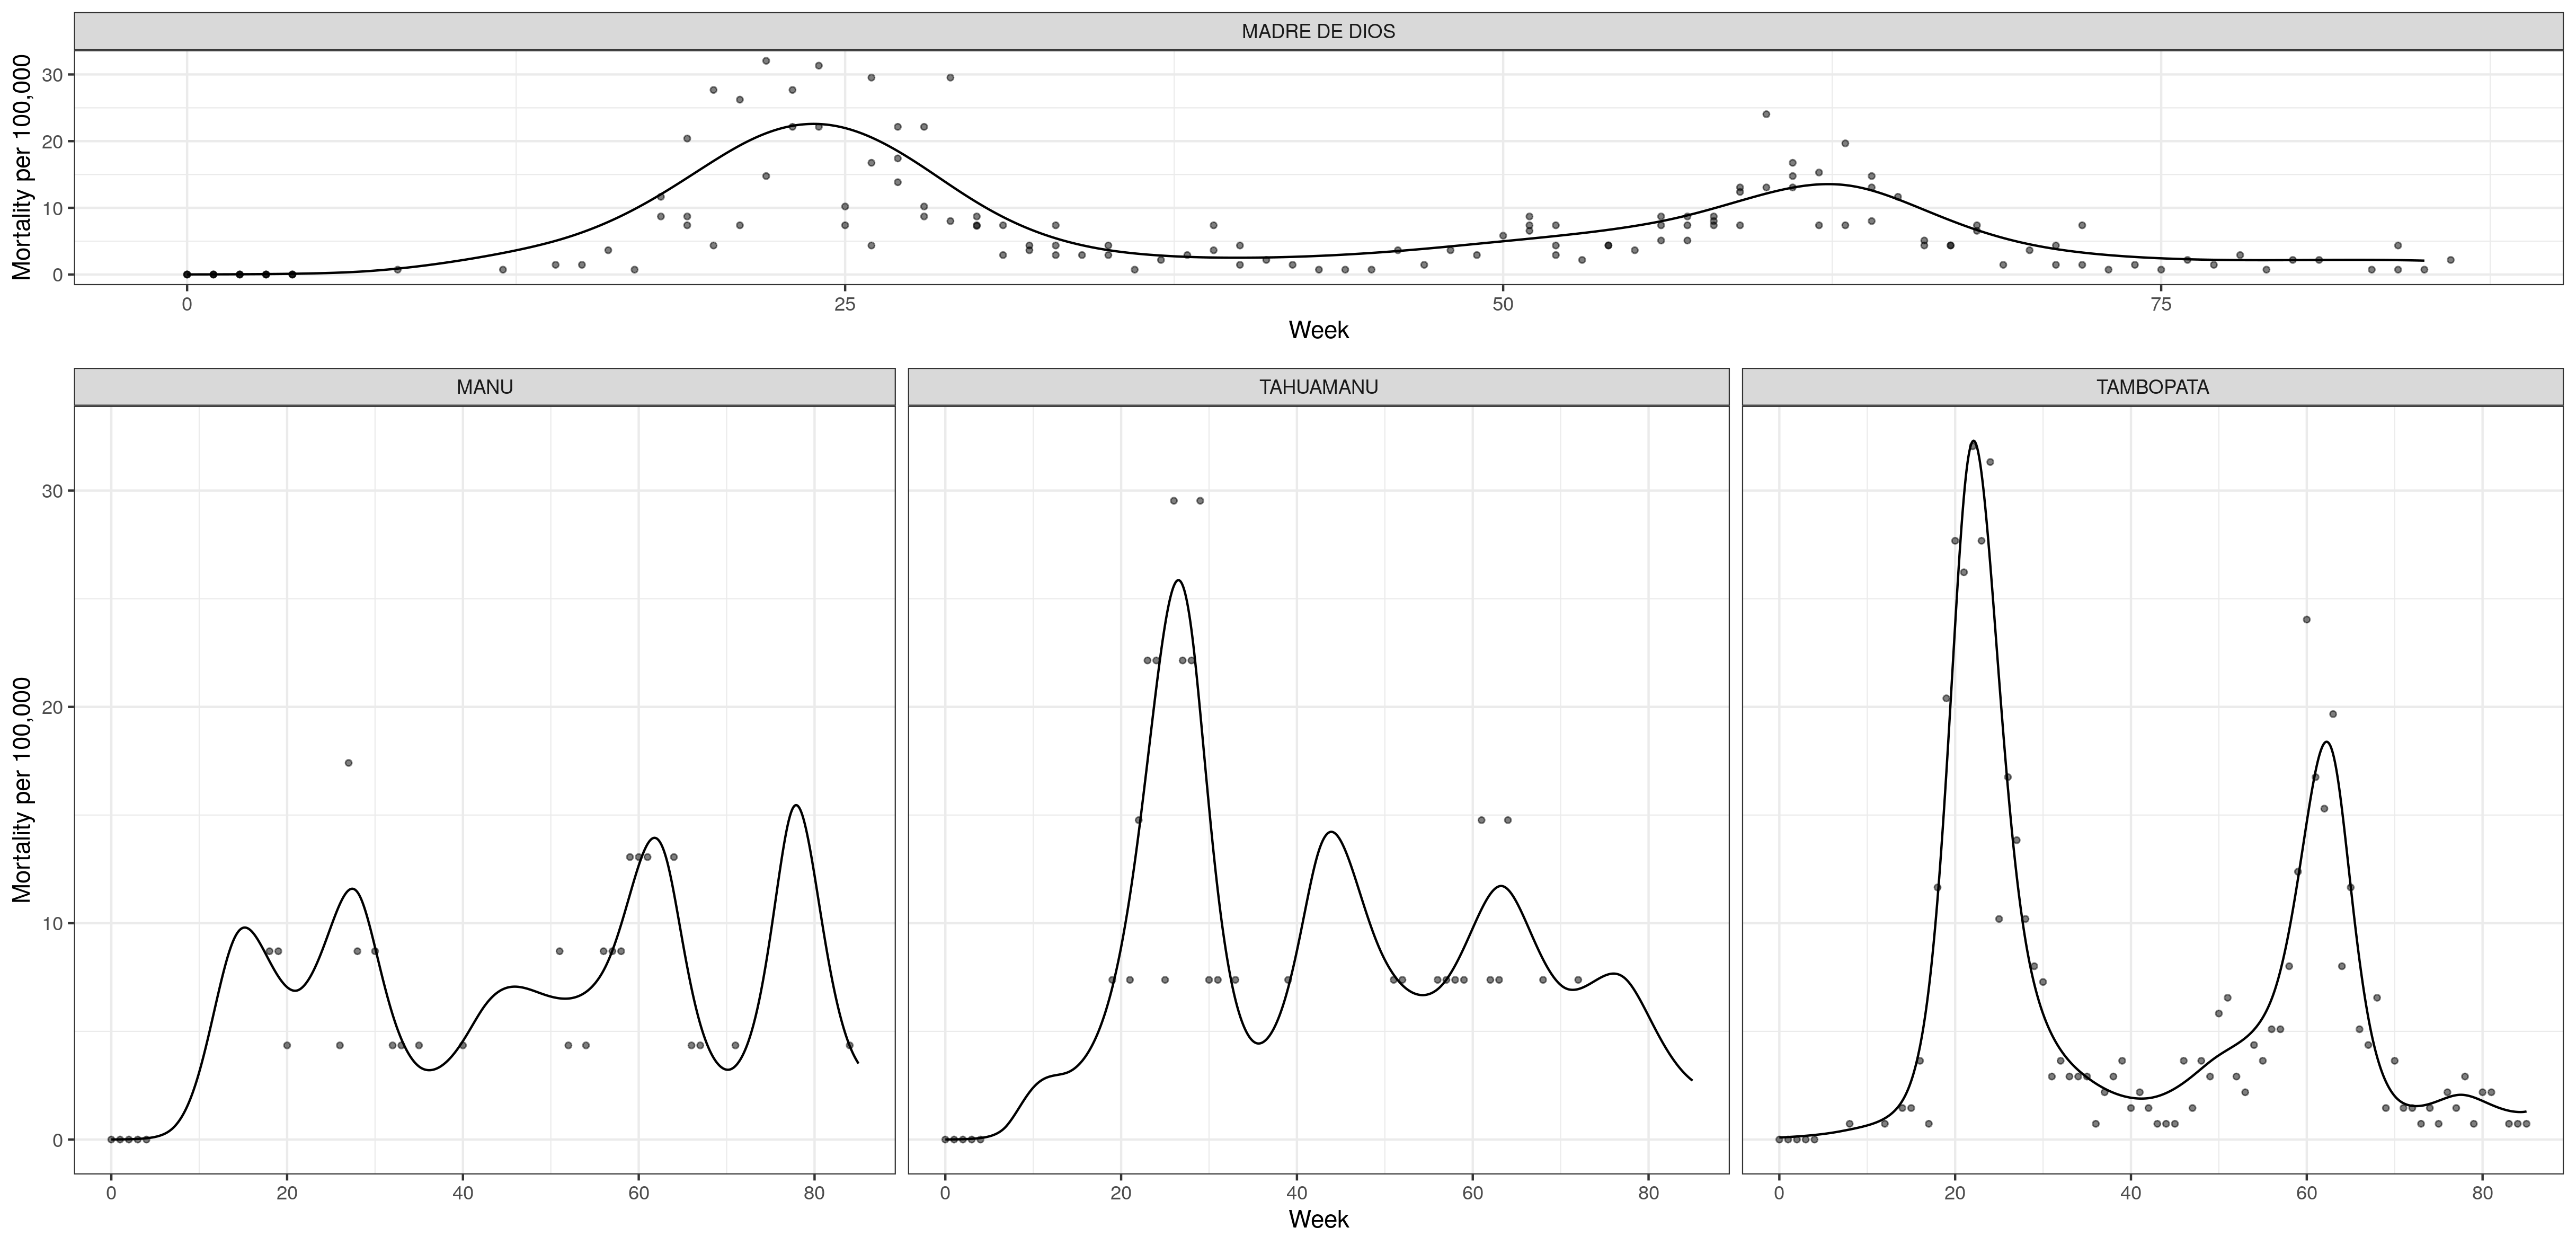 MADRE DE DIOS
Mortality per 100,000
30
20
10
0
0 25 50 75
Week
MANU TAHUAMANU TAMBOPATA
Mortality per 100,000
30
20
10
0
0 20 40 60 80 0 20 40 60 80 0 20 40 60 80
Week